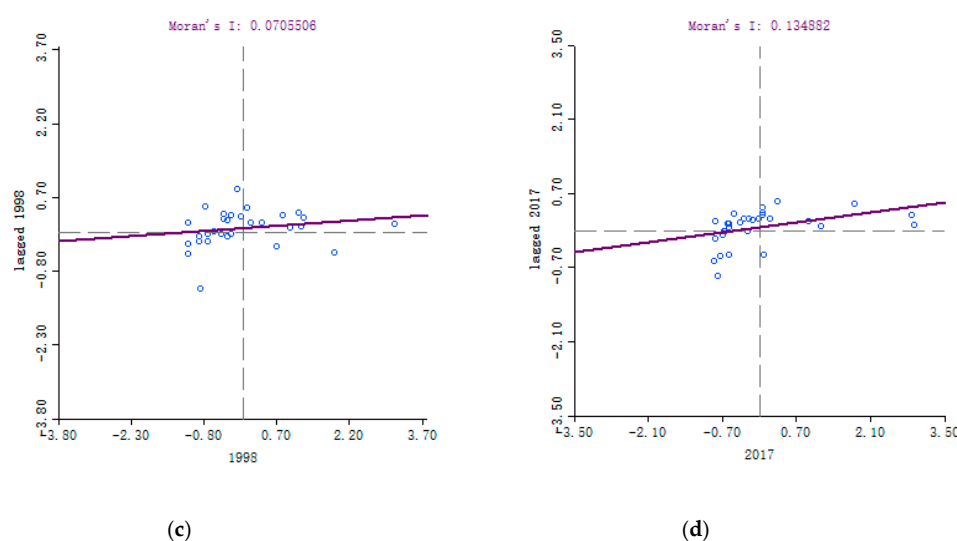 Moran's I: 0.0705506
3.70
2.20
0.70
-0.80
-2.30
-3.80
lagged 1998
-3.80 -2.30 -0.80 0.70 2.20 3.70
1998
(c)
Moran's I: 0.134882
3.50
2.10
0.70
-0.70
-2.10
-3.50
lagged 2017
-3.50 -2.10 -0.70 0.70 2.10 3.50
2017
(d)